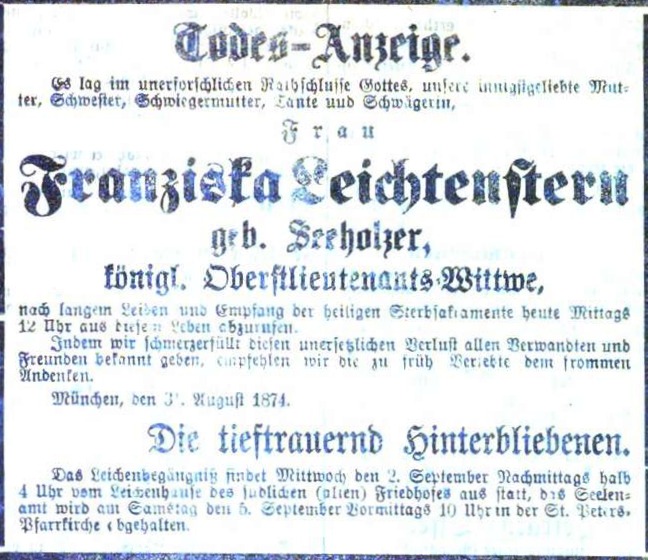 Todes-Anzeige.
Es lag im unerforschlichen Rathschlusse Gottes, unsere innigstgeliebte Mut-
ter, Schwester, Schwiegermutter, Tante und Schwägerin,
Frau
Franziska Leichtenstern
geb. Seeholzer,
königl. Oberstlieutenants-Wittwe,
nach langem Leiden und Empfang der heiligen Sterbsakramente heute Mittags
12 Uhr aus diesem Leben abzurufen.
Indem wir schmerzerfüllt diesen unersetzlichen Verlust allen Verwandten und
Freunden bekannt geben, empfehlen wir die zu früh Verlebte dem frommen
Andenken.
München, den August 1874.
Die tieftrauernd Hinterbliebenen.
Das Leichenbegängniß findet Mittwoch den 2. September Nachmittags halb
4 Uhr vom Leichenhause des südlichen (alten) Friedhofes aus statt, das Seelen-
amt wird am Samstag den 5. September Vormittags 10 Uhr in der St. Peters-
Pfarrkirche abgehalten.